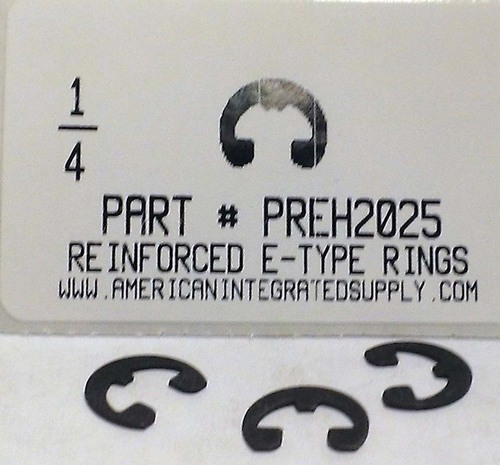 1
4
PART # PREH2025
REINFORCED E-TYPE RINGS
WWW.AMERICANINTEGRATEDSUPPLY.COM